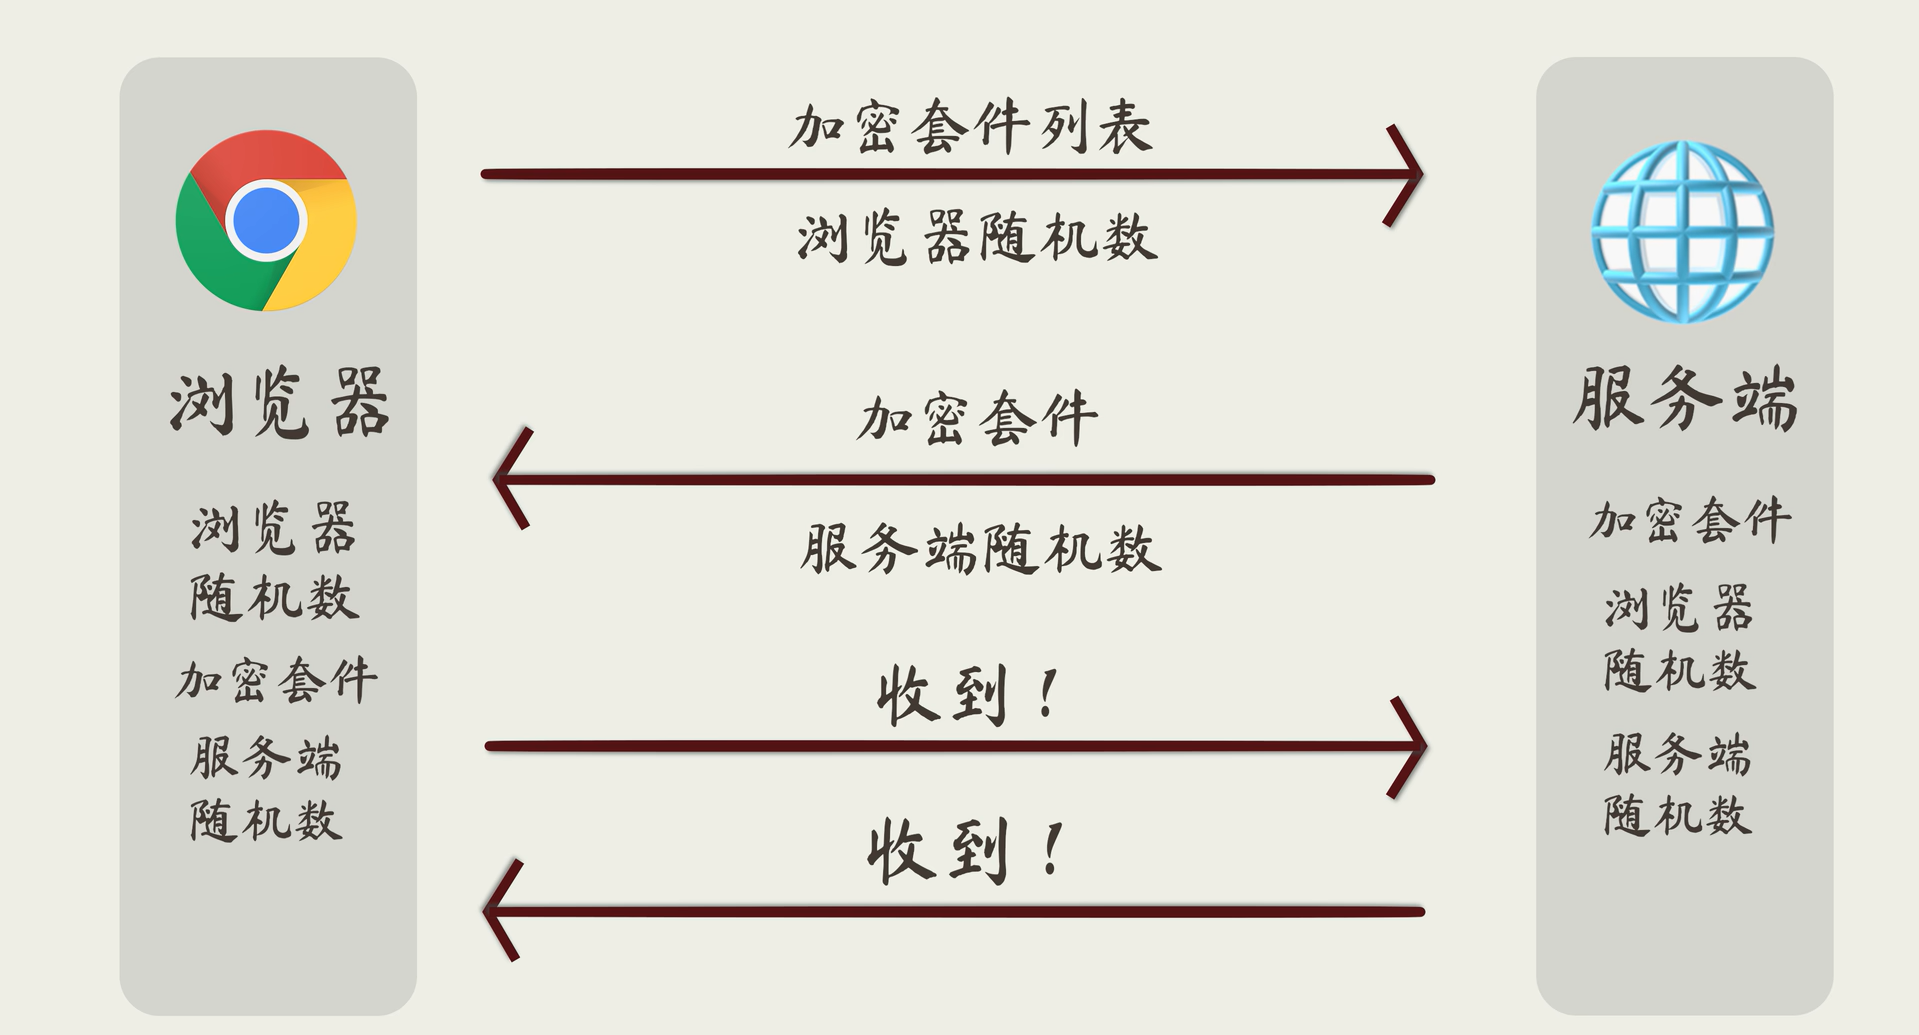 加密套件列表
浏览器随机数
浏览器
服务端
加密套件
服务端随机数
浏览器
随机数
加密套件
服务端
随机数
加密套件
浏览器
随机数
服务端
随机数
收到！
收到！